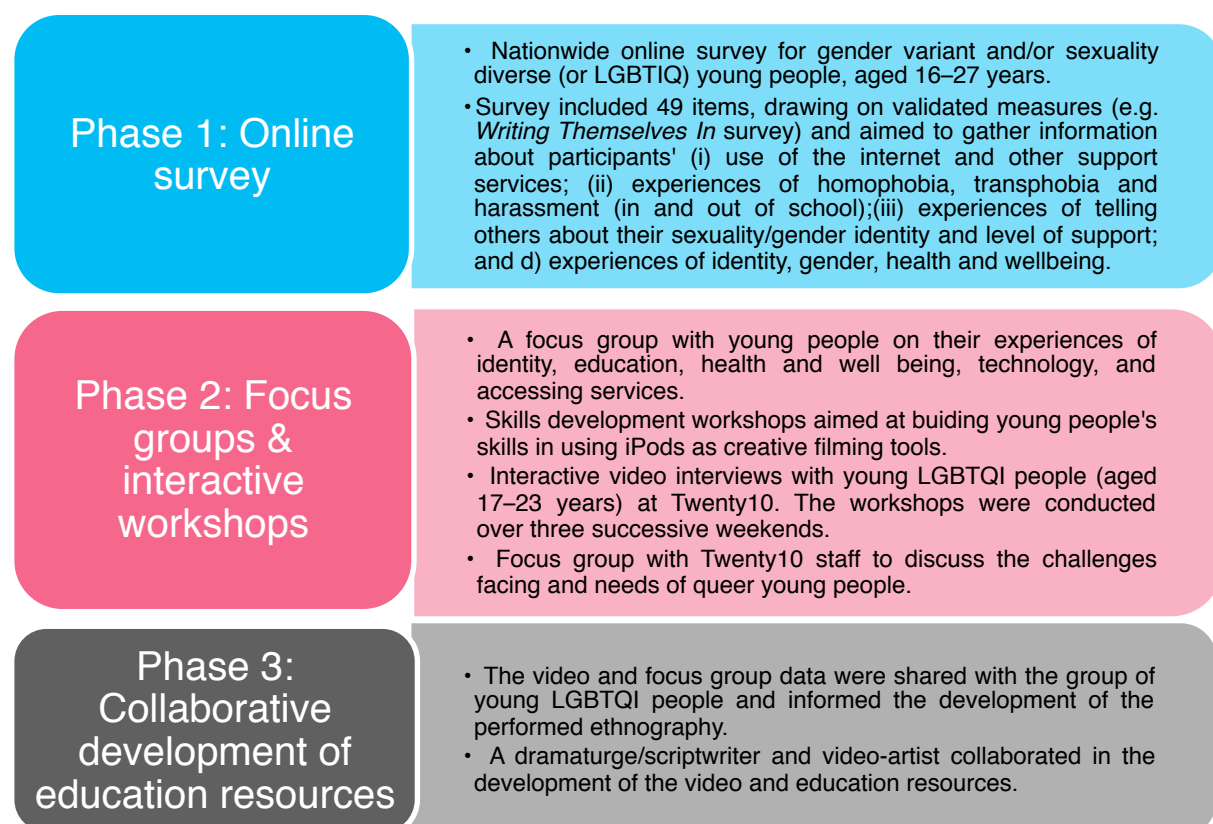 Phase 1: Online
survey
• Nationwide online survey for gender variant and/or sexuality
diverse (or LGBTIQ) young people, aged 16–27 years.
•Survey included 49 items, drawing on validated measures (e.g.
Writing Themselves In survey) and aimed to gather information
about participants' (i) use of the internet and other support
services; (ii) experiences of homophobia, transphobia and
harassment (in and out of school);(iii) experiences of telling
others about their sexuality/gender identity and level of support;
and d) experiences of identity, gender, health and wellbeing.
Phase 2: Focus
groups &
interactive
workshops
• A focus group with young people on their experiences of
identity, education, health and well being, technology, and
accessing services.
• Skills development workshops aimed at buiding young people's
skills in using iPods as creative filming tools.
• Interactive video interviews with young LGBTQI people (aged
17–23 years) at Twenty10. The workshops were conducted
over three successive weekends.
• Focus group with Twenty10 staff to discuss the challenges
facing and needs of queer young people.
Phase 3:
Collaborative
development of
education resources
• The video and focus group data were shared with the group of
young LGBTQI people and informed the development of the
performed ethnography.
• A dramaturge/scriptwriter and video-artist collaborated in the
development of the video and education resources.